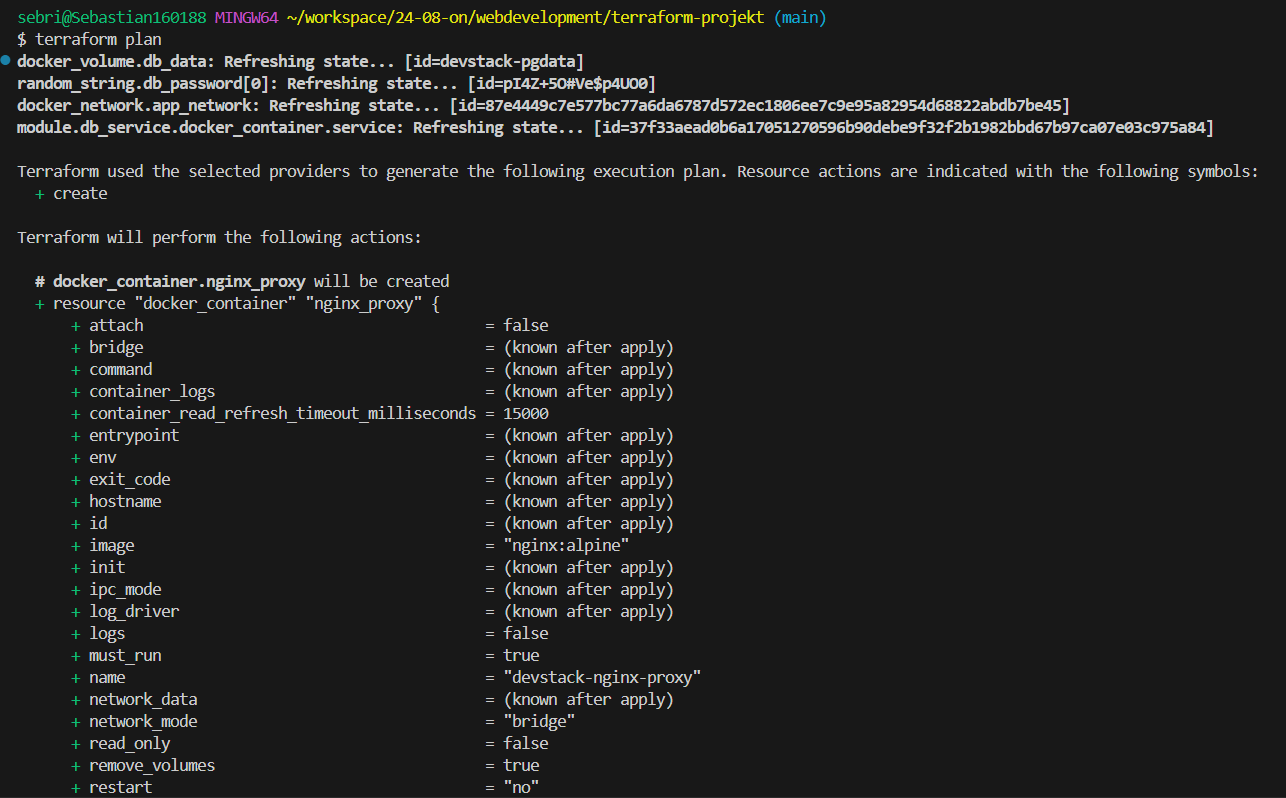 sebri@Sebastian160188 MINGW64 ~/workspace/24-08-on/webdevelopment/terraform-projekt (main)
$ terraform plan
docker_volume.db_data: Refreshing state... [id=devstack-pgdata]
random_string.db_password[0]: Refreshing state... [id=pI4Z+5O#Ve$p4UO0]
docker_network.app_network: Refreshing state... [id=87e4449c7e577bc77a6da6787d572ec1806ee7c9e95a82954d68822abdb7be45]
module.db_service.docker_container.service: Refreshing state... [id=37f33aead0b6a17051270596b90debe9f32f2b1982bbd67b97ca07e03c975a84]

Terraform used the selected providers to generate the following execution plan. Resource actions are indicated with the following symbols:
  + create

Terraform will perform the following actions:

  # docker_container.nginx_proxy will be created
  + resource "docker_container" "nginx_proxy" {
      + attach                                      = false
      + bridge                                      = (known after apply)
      + command                                     = (known after apply)
      + container_logs                              = (known after apply)
      + container_read_refresh_timeout_milliseconds = 15000
      + entrypoint                                  = (known after apply)
      + env                                         = (known after apply)
      + exit_code                                   = (known after apply)
      + hostname                                    = (known after apply)
      + id                                          = (known after apply)
      + image                                       = "nginx:alpine"
      + init                                        = (known after apply)
      + ipc_mode                                    = (known after apply)
      + log_driver                                  = (known after apply)
      + logs                                        = false
      + must_run                                    = true
      + name                                        = "devstack-nginx-proxy"
      + network_data                                = (known after apply)
      + network_mode                                = "bridge"
      + read_only                                   = false
      + remove_volumes                              = true
      + restart                                     = "no"